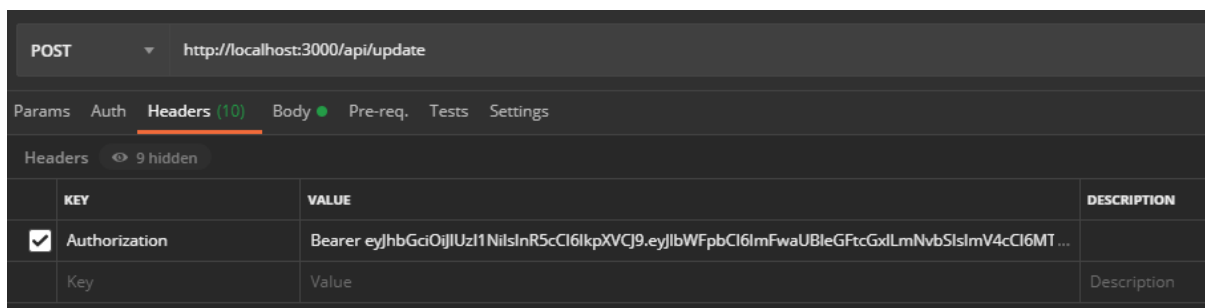 POST http://localhost:3000/api/update
Params Auth Headers (10) Body Pre-req. Tests Settings
Headers 9 hidden
KEY VALUE DESCRIPTION
Authorization Bearer eyJhbGciOiJIUzI1NiIsInR5cCI6IkpXVCJ9.eyJlbWFpbCI6ImFwaUBleGFtcGxlLmNvbSIsImV4cCI6MT...
Key Value Description